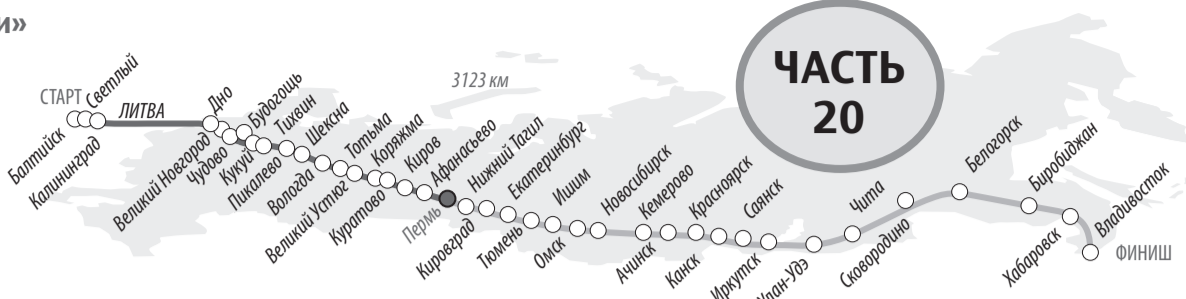 и»
3123 км
ЧАСТЬ
20
СТАРТ
Балтийск
Светлый
Калининград
ЛИТВА
Дно
Великий Новгород
Чудово
Будогощь
Кукуй
Тихвин
Пикалево
Шексна
Вологда
Тотьма
Великий Устюг
Коряжма
Куратово
Киров
Афанасьево
Пермь
Кировград
Нижний Тагил
Екатеринбург
Тюмень
Ишим
Омск
Новосибирск
Ачинск
Кемерово
Красноярск
Канск
Саянск
Иркутск
Улан-Удэ
Чита
Сковородино
Белогорск
Биробиджан
Хабаровск
Владивосток
ФИНИШ